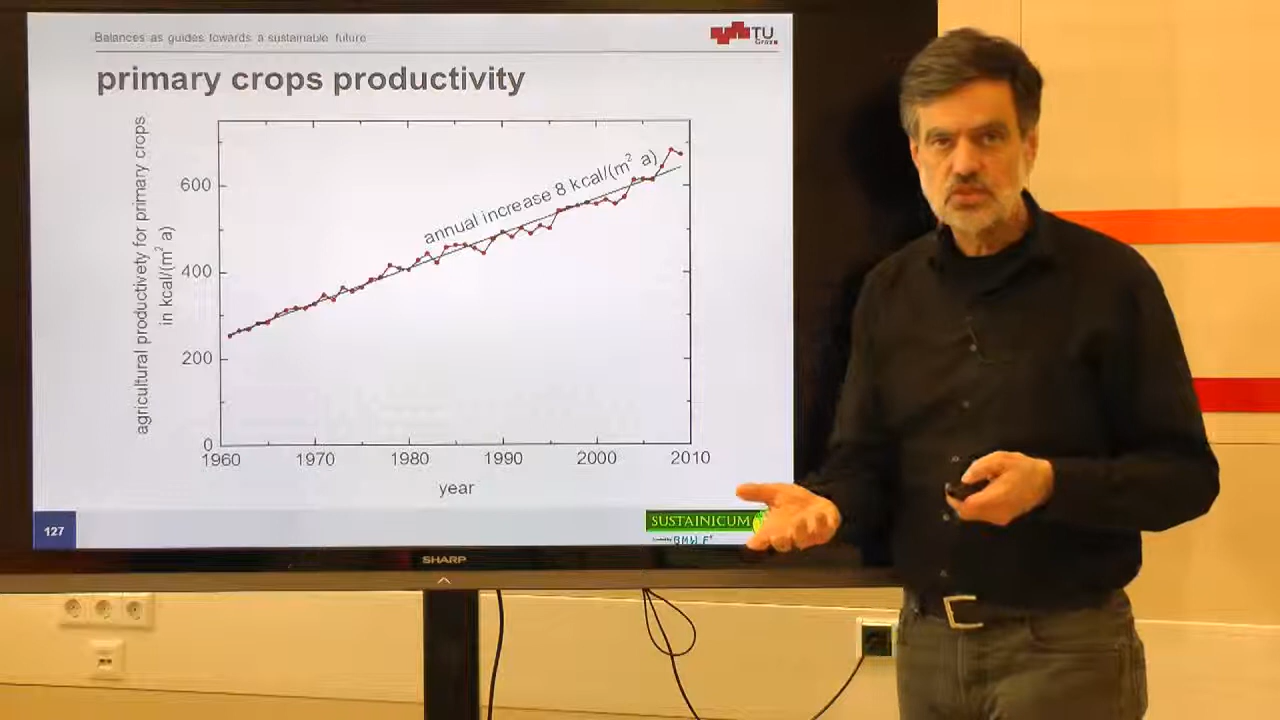 Balances as guides towards a sustainable future
TU
Graz
primary crops productivity
agricultural productivety for primary crops
in kcal/(m² a)
annual increase 8 kcal/(m² a)
600
400
200
0
1960 1970 1980 1990 2000 2010
year
127
SUSTAINICUM
SHARP